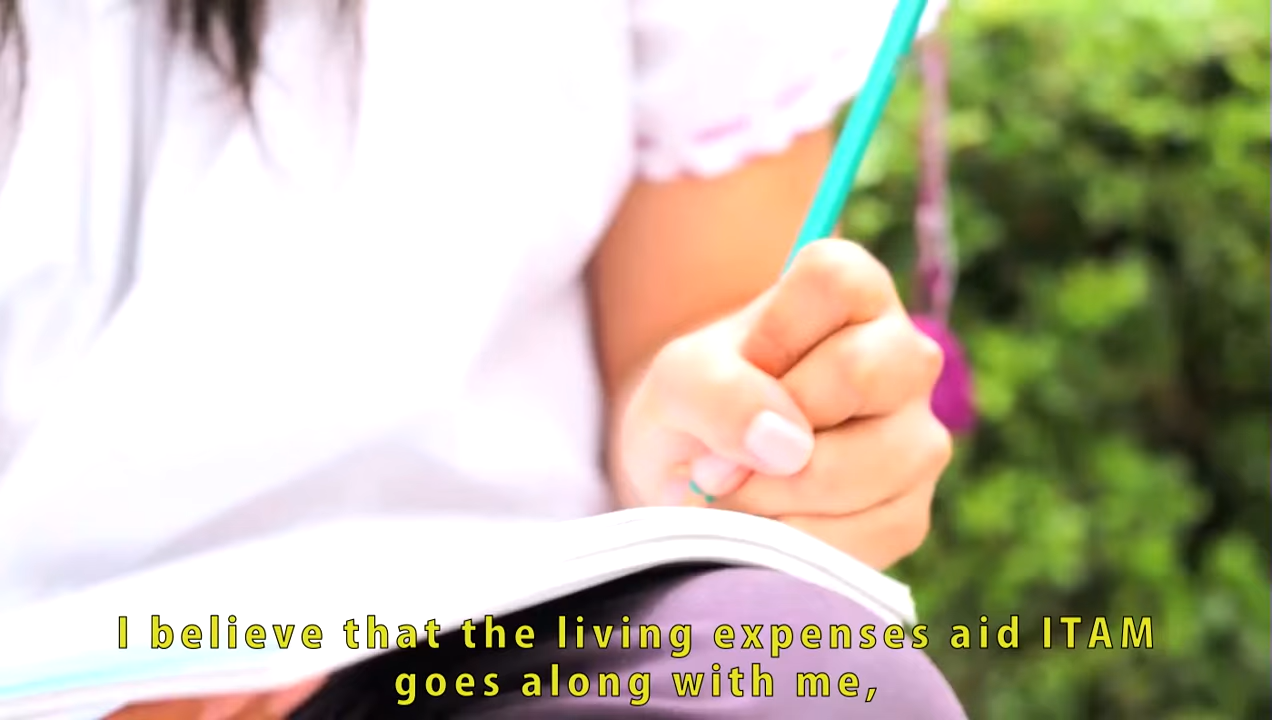 I believe that the living expenses aid ITAM
goes along with me,